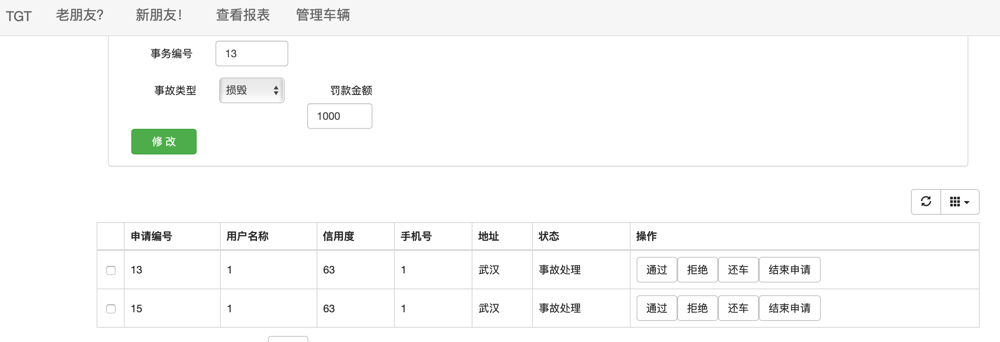 TGT 老朋友? 新朋友! 查看报表 管理车辆
事务编号 13
事故类型 损毁 罚款金额
1000
修 改
申请编号 用户名称 信用度 手机号 地址 状态 操作
13 1 63 1 武汉 事故处理 通过 拒绝 还车 结束申请
15 1 63 1 武汉 事故处理 通过 拒绝 还车 结束申请